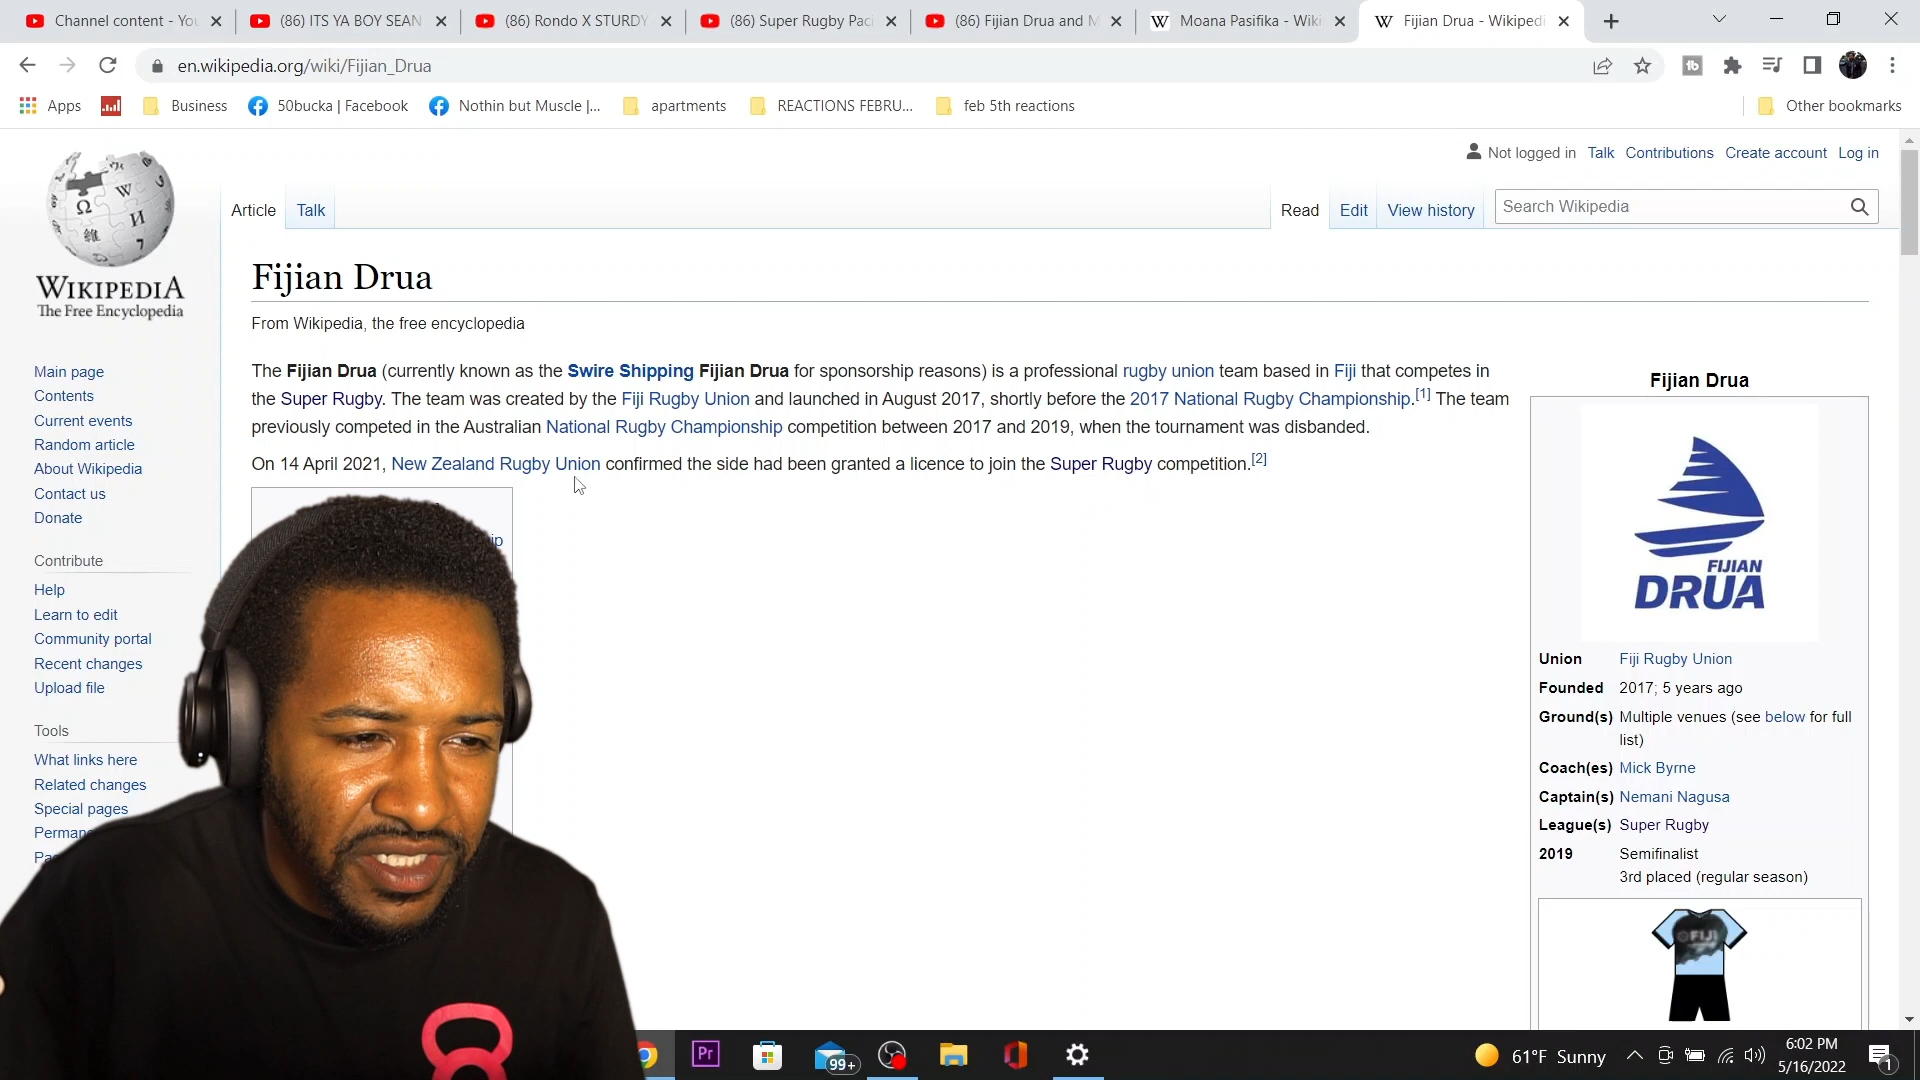 Channel content - You
(86) ITS YA BOY SEAN
(86) Rondo X STURDY
(86) Super Rugby Paci
(86) Fijian Drua and M
Moana Pasifika - Wiki
Fijian Drua - Wikipedi
en.wikipedia.org/wiki/Fijian_Drua
Apps
Business
50bucka | Facebook
Nothin but Muscle |...
apartments
REACTIONS FEBRU...
feb 5th reactions
Other bookmarks
Not logged in Talk Contributions Create account Log in
Article Talk Read Edit View history Search Wikipedia
WIKIPEDIA
The Free Encyclopedia
Main page
Contents
Current events
Random article
About Wikipedia
Contact us
Donate
Contribute
Help
Learn to edit
Community portal
Recent changes
Upload file
Tools
What links here
Related changes
Special pages
Fijian Drua
From Wikipedia, the free encyclopedia
The Fijian Drua (currently known as the Swire Shipping Fijian Drua for sponsorship reasons) is a professional rugby union team based in Fiji that competes in
the Super Rugby. The team was created by the Fiji Rugby Union and launched in August 2017, shortly before the 2017 National Rugby Championship.[1] The team
previously competed in the Australian National Rugby Championship competition between 2017 and 2019, when the tournament was disbanded.
On 14 April 2021, New Zealand Rugby Union confirmed the side had been granted a licence to join the Super Rugby competition.[2]
Fijian Drua
FIJIAN
DRUA
Union Fiji Rugby Union
Founded 2017; 5 years ago
Ground(s) Multiple venues (see below for full
list)
Coach(es) Mick Byrne
Captain(s) Nemani Nagusa
League(s) Super Rugby
2019 Semifinalist
3rd placed (regular season)
FIJI
Pr
99+
61°F Sunny
6:02 PM
5/16/2022
1